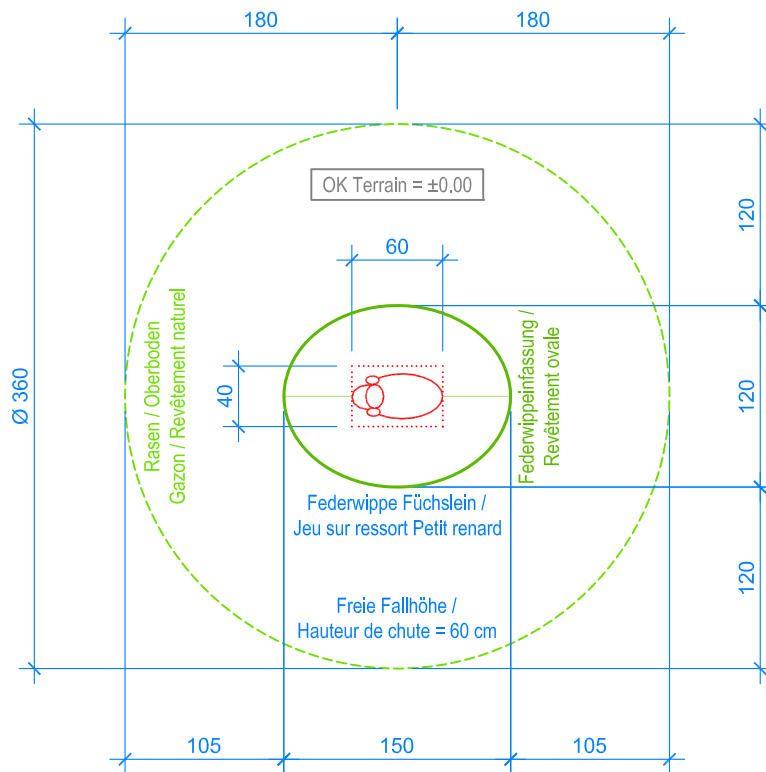 180
180
OK Terrain = ±0.00
60
120
Ø 360
Rasen / Oberboden
Gazon / Revêtement naturel
40
Federwippeinfassung /
Revêtement ovale
120
Federwippe Füchslein /
Jeu sur ressort Petit renard
120
Freie Fallhöhe /
Hauteur de chute = 60 cm
105
150
105